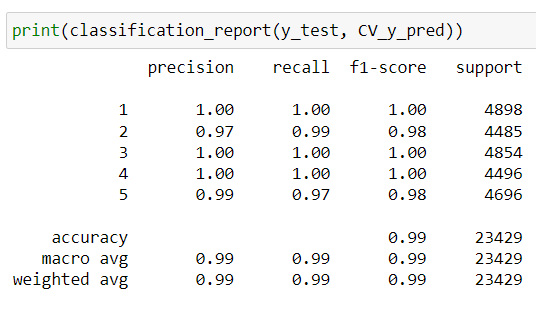 print(classification_report(y_test, CV_y_pred))
precision recall f1-score support
1 1.00 1.00 1.00 4898
2 0.97 0.99 0.98 4485
3 1.00 1.00 1.00 4854
4 1.00 1.00 1.00 4496
5 0.99 0.97 0.98 4696
accuracy 0.99 23429
macro avg 0.99 0.99 0.99 23429
weighted avg 0.99 0.99 0.99 23429